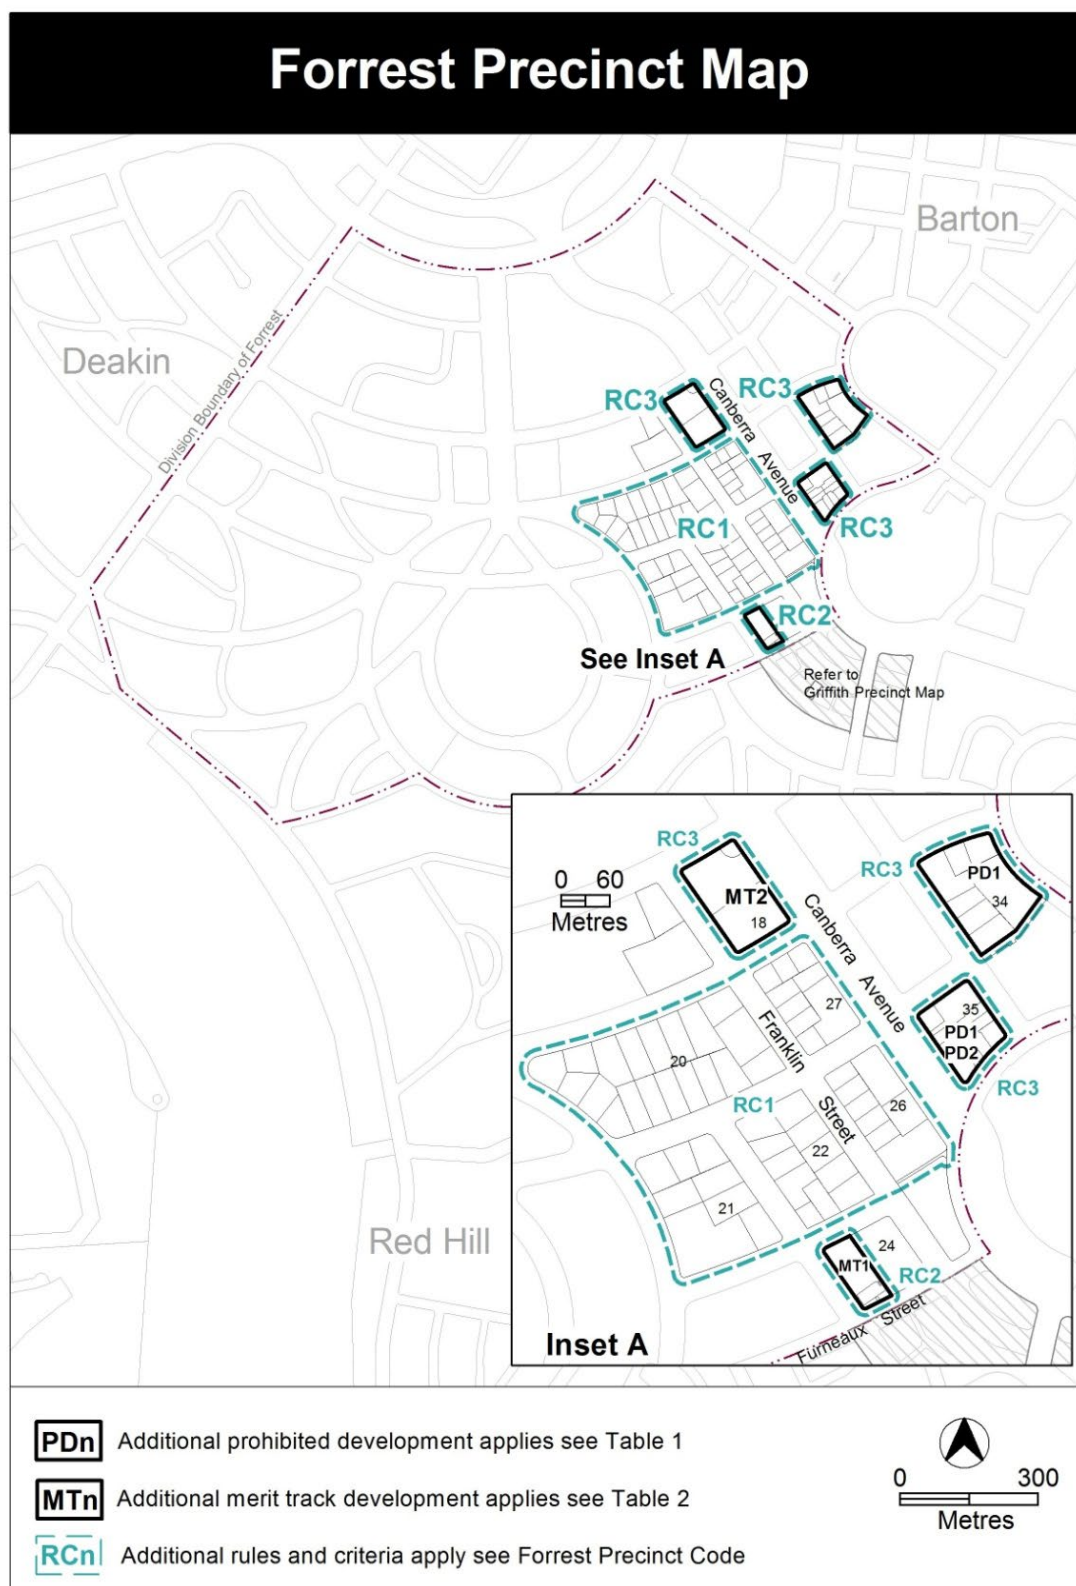 Forrest Precinct Map
Barton
Deakin
Division Boundary of Forrest
RC3
Canberra
Avenue
RC3
RC1
RC3
RC2
See Inset A
Refer to
Griffith Precinct Map
RC3
0 60
Metres
MT2
18
Canberra
Avenue
RC3
PD1
34
35
PD1
PD2
RC3
27
Franklin
Street
20
RC1
26
22
21
24
MT1
RC2
Furneaux Street
Inset A
Red Hill
PDn Additional prohibited development applies see Table 1
MTn Additional merit track development applies see Table 2
RCn Additional rules and criteria apply see Forrest Precinct Code
0 300
Metres